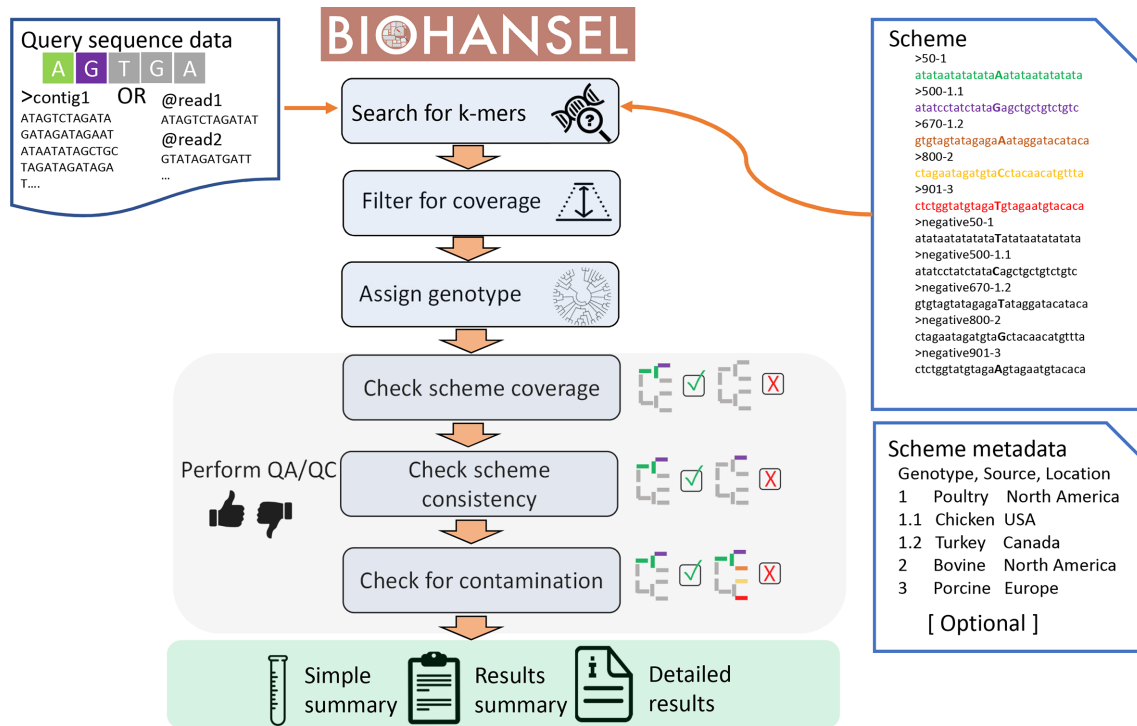 BIOHANSEL
Query sequence data
A G T G A
>contig1 OR @read1
ATAGTCTAGATA
GATAGATAGAAT
ATAATATAGCTGC
TAGATAGATAGA
T....
ATAGTCTAGATAT
@read2
GTATAGATGATT
...
Search for k-mers
?
Filter for coverage
Assign genotype
Perform QA/QC
Check scheme coverage
Check scheme
consistency
Check for contamination
Simple
summary
Results
summary
Detailed
results
Scheme
>50-1
atataatatatataAatataatatatata
>500-1.1
atatcctatctataGagctgctgtctgtc
>670-1.2
gtgtagtatagagaAataggatacataca
>800-2
ctagaatagatgtaCctacaacatgttta
>901-3
ctctggtatgtagaTgtagaatgtacaca
>negative50-1
atataatatatataTatataatatatata
>negative500-1.1
atatcctatctataCagctgctgtctgtc
>negative670-1.2
gtgtagtatagagaTataggatacataca
>negative800-2
ctagaatagatgtaGctacaacatgttta
>negative901-3
ctctggtatgtagaAgtagaatgtacaca
Scheme metadata
Genotype, Source, Location
1 Poultry North America
1.1 Chicken USA
1.2 Turkey Canada
2 Bovine North America
3 Porcine Europe
[ Optional ]